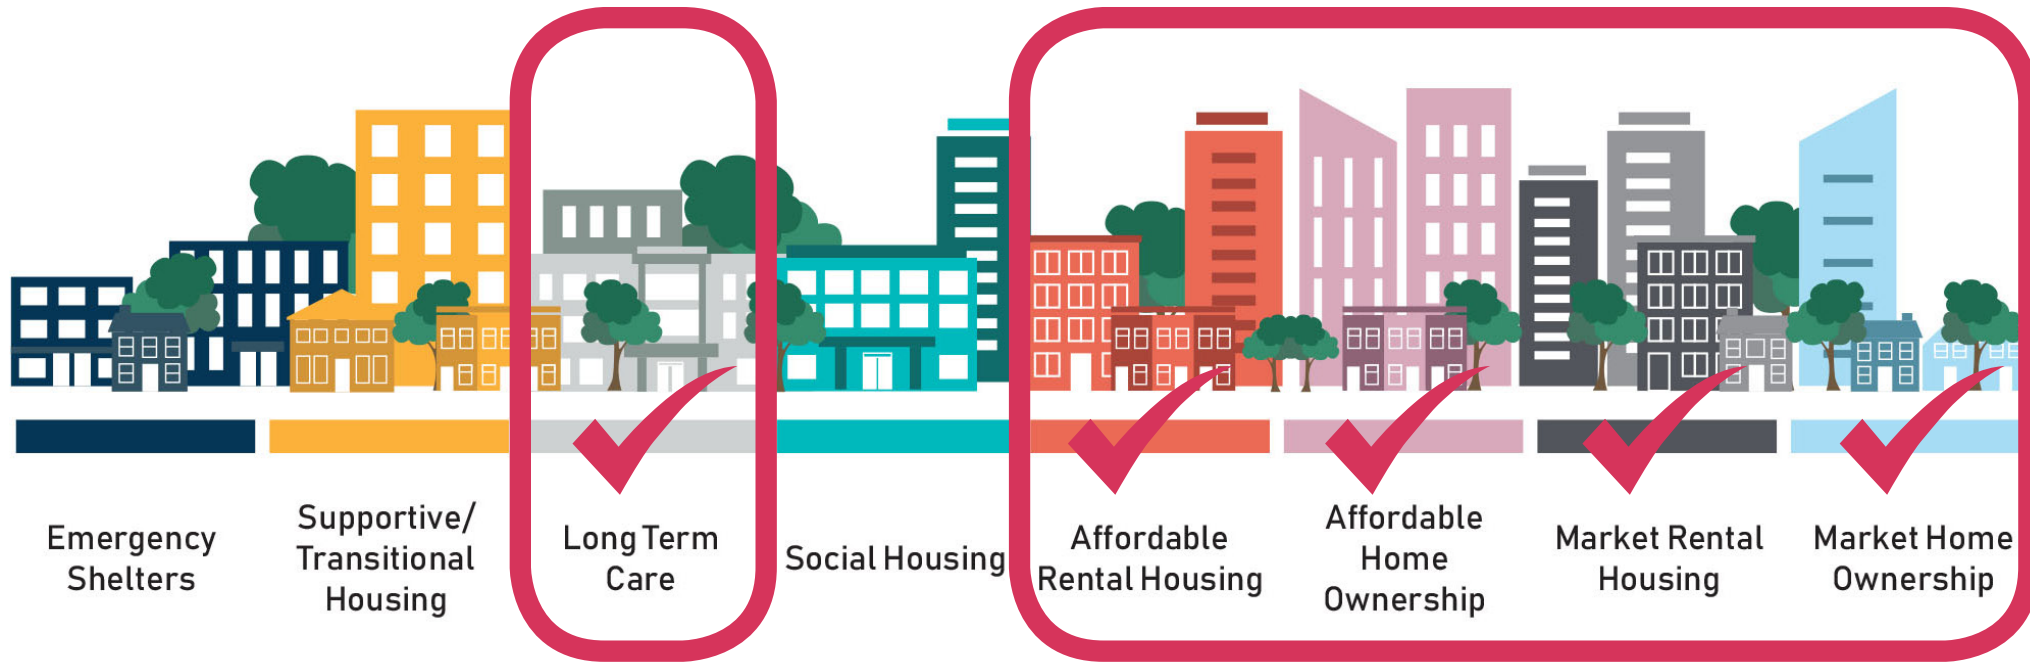 Emergency
Shelters
Supportive/
Transitional
Housing
Long Term
Care
Social Housing
Affordable
Rental Housing
Affordable
Home
Ownership
Market Rental
Housing
Market Home
Ownership